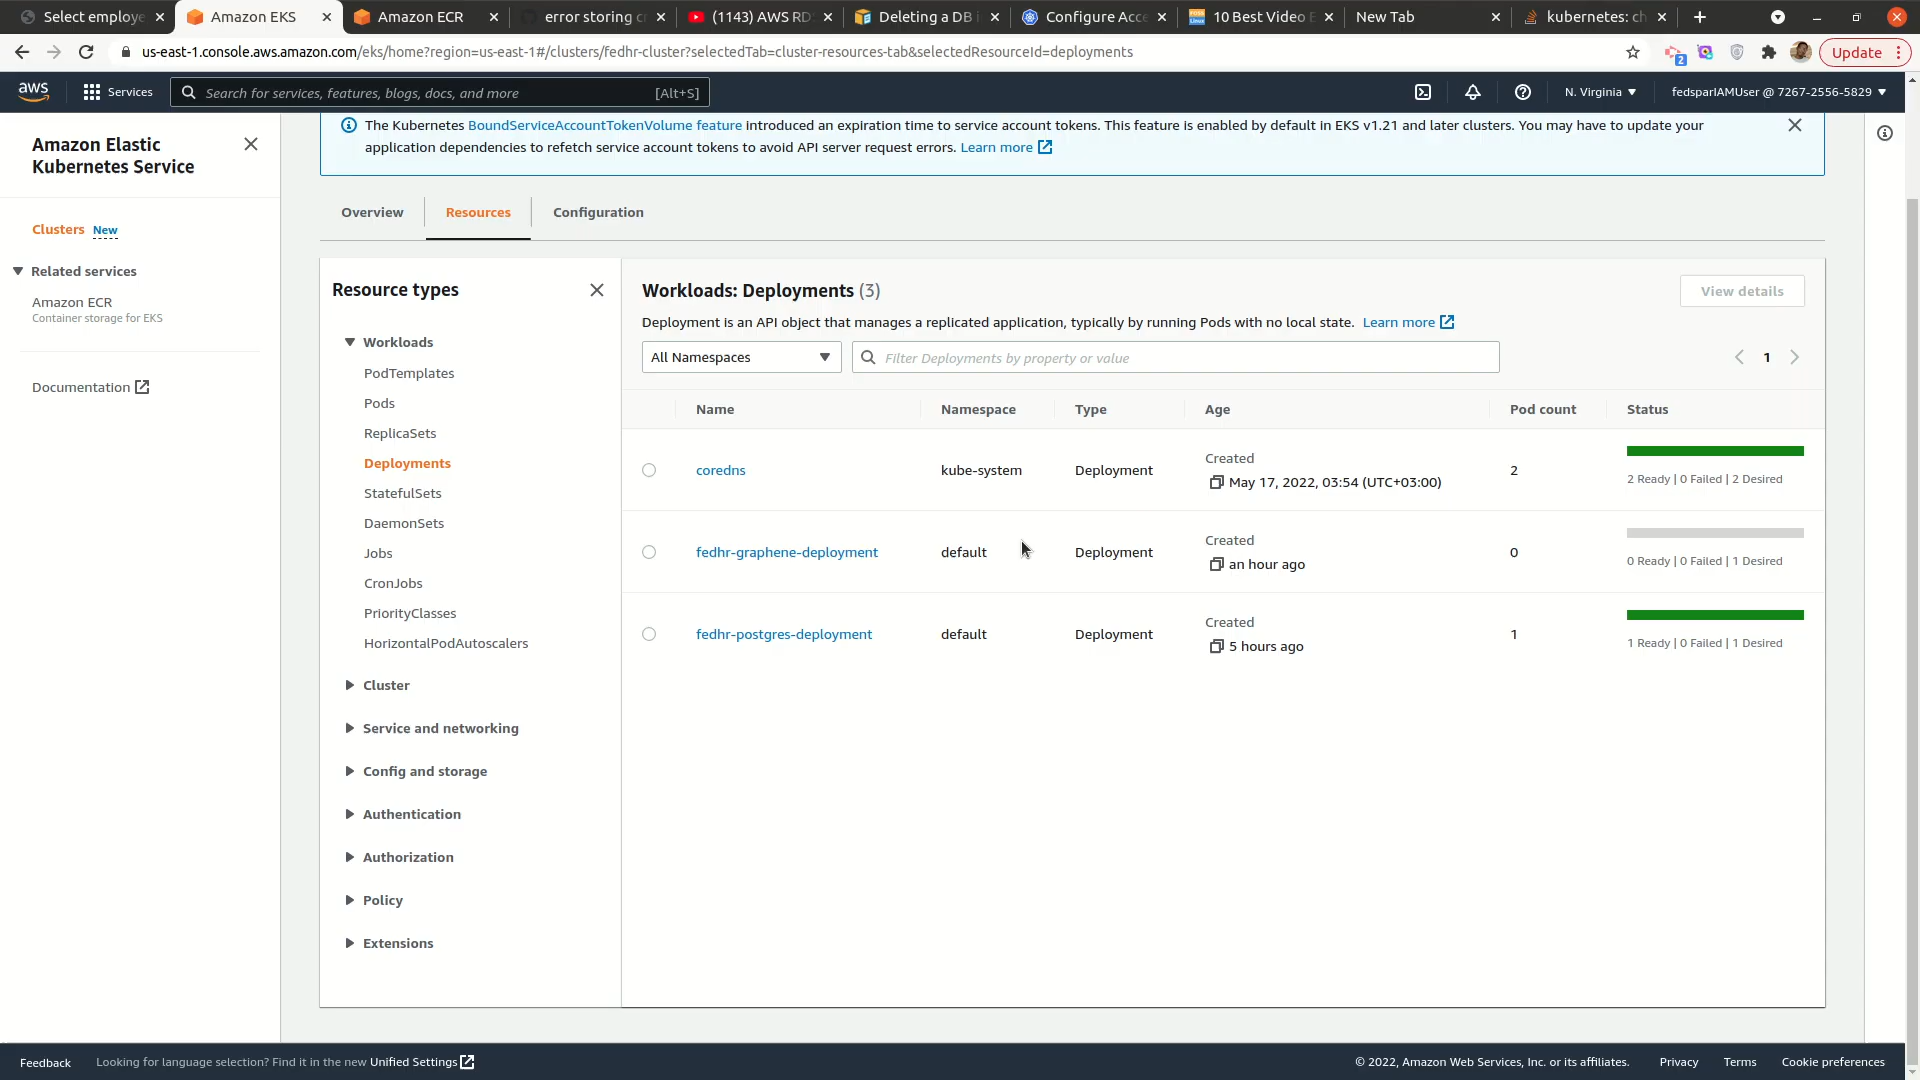 Select employe
Amazon EKS
Amazon ECR
error storing c
(1143) AWS RD
Deleting a DB i
Configure Acce
10 Best Video E
New Tab
kubernetes: ch
us-east-1.console.aws.amazon.com/eks/home?region=us-east-1#/clusters/fedhr-cluster?selectedTab=cluster-resources-tab&selectedResourceId=deployments
2
Update
aws
Services
Search for services, features, blogs, docs, and more
[Alt+S]
N. Virginia
fedsparIAMUser @ 7267-2556-5829
Amazon Elastic
Kubernetes Service
Clusters New
Related services
Amazon ECR
Container storage for EKS
Documentation
The Kubernetes BoundServiceAccountTokenVolume feature introduced an expiration time to service account tokens. This feature is enabled by default in EKS v1.21 and later clusters. You may have to update your
application dependencies to refetch service account tokens to avoid API server request errors. Learn more
Overview
Resources
Configuration
Resource types
Workloads
PodTemplates
Pods
ReplicaSets
Deployments
StatefulSets
DaemonSets
Jobs
CronJobs
PriorityClasses
HorizontalPodAutoscalers
Cluster
Service and networking
Config and storage
Authentication
Authorization
Policy
Extensions
Workloads: Deployments (3)
View details
Deployment is an API object that manages a replicated application, typically by running Pods with no local state. Learn more
All Namespaces
Filter Deployments by property or value
1
Name Namespace Type Age Pod count Status
coredns kube-system Deployment Created
May 17, 2022, 03:54 (UTC+03:00)
2
2 Ready | 0 Failed | 2 Desired
fedhr-graphene-deployment default Deployment Created
an hour ago
0
0 Ready | 0 Failed | 1 Desired
fedhr-postgres-deployment default Deployment Created
5 hours ago
1
1 Ready | 0 Failed | 1 Desired
Feedback
Looking for language selection? Find it in the new Unified Settings
© 2022, Amazon Web Services, Inc. or its affiliates.
Privacy
Terms
Cookie preferences